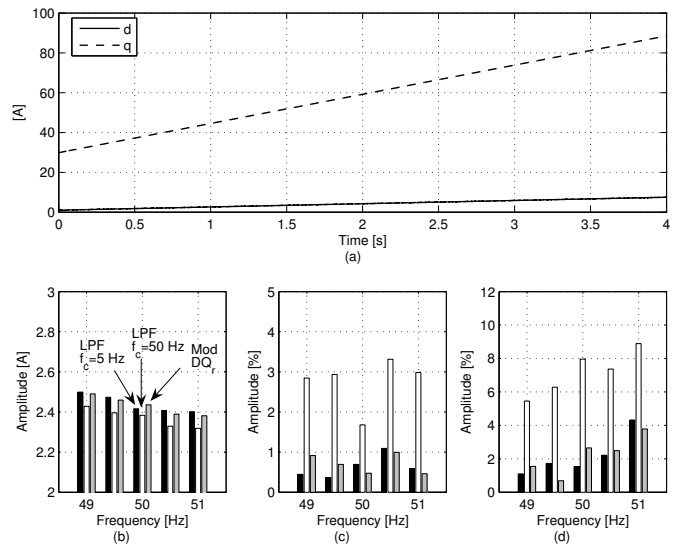 100
80
60
40
20
0
[A]
d
q
0 0.5 1 1.5 2 2.5 3 3.5 4
Time [s]
(a)
3
2.8
2.6
2.4
2.2
2
Amplitude [A]
LPF
f_c=5 Hz
LPF
f_c=50 Hz
Mod
DQ_r
49 50 51
Frequency [Hz]
(b)
5
4
3
2
1
0
Amplitude [%]
49 50 51
Frequency [Hz]
(c)
12
10
8
6
4
2
0
Amplitude [%]
49 50 51
Frequency [Hz]
(d)